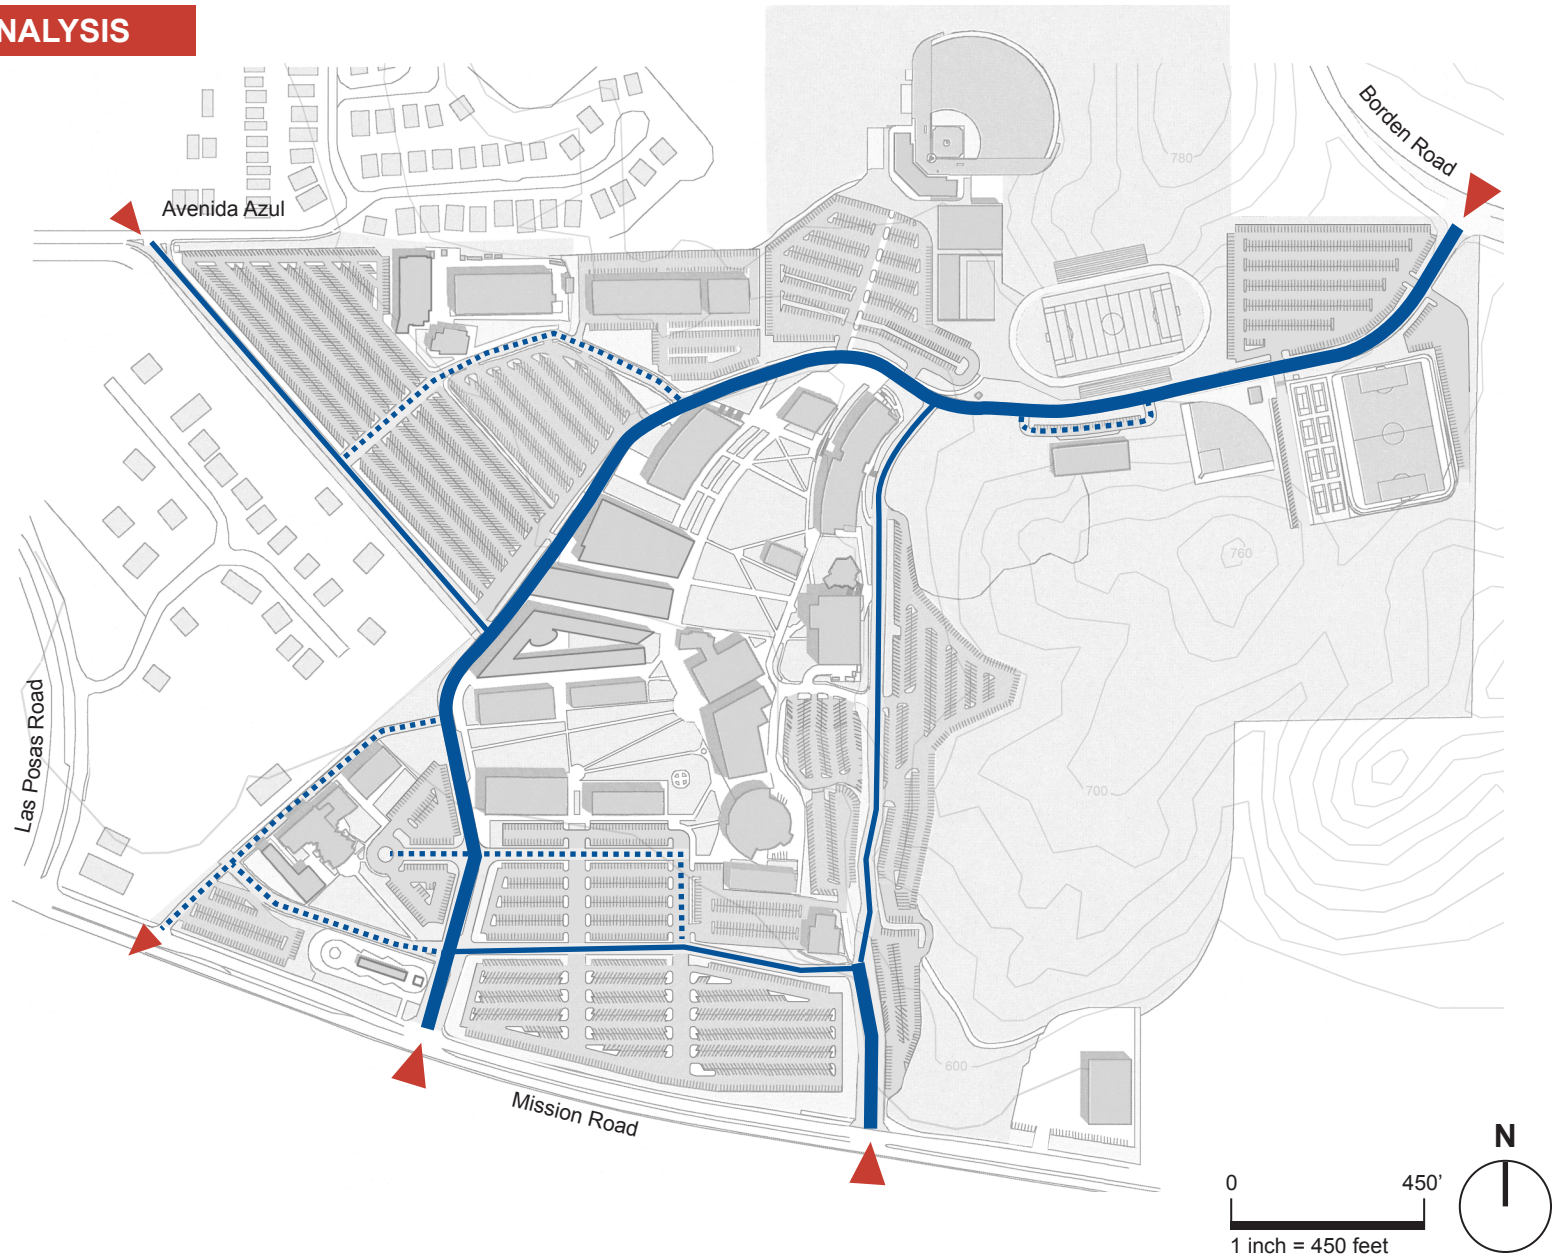 NALYSIS
Borden Road
780
Avenida Azul
760
Las Posas Road
700
600
Mission Road
N
0 450’
1 inch = 450 feet